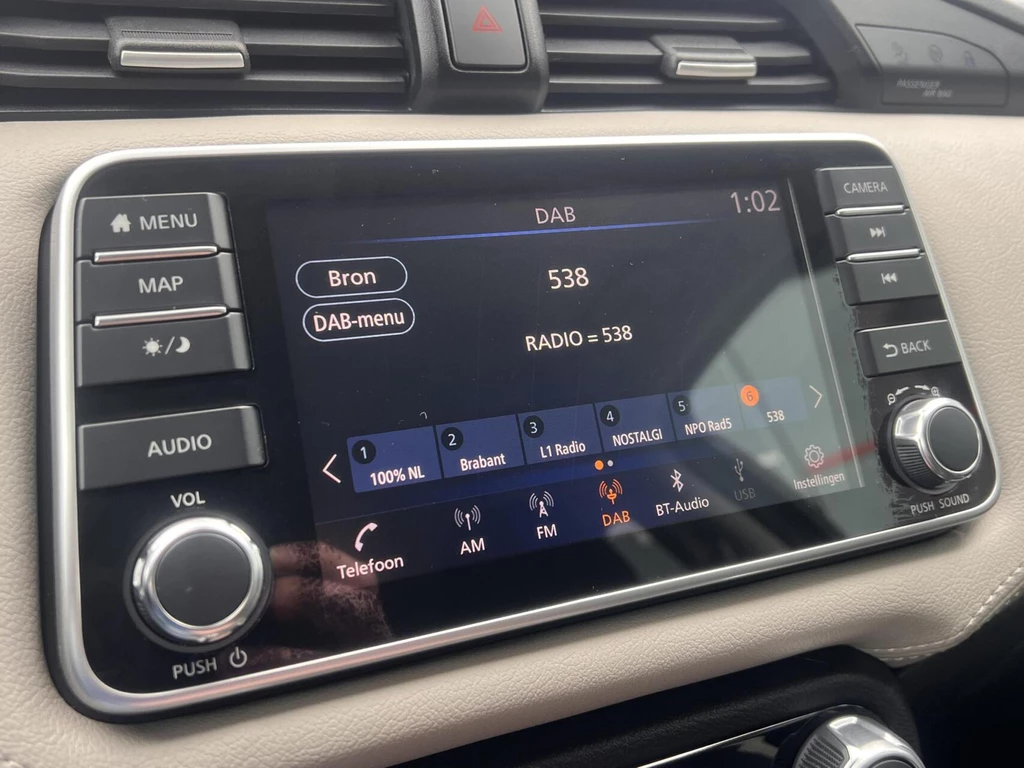 PASSENGER
AIR BAG
MENU
MAP
AUDIO
VOL
PUSH
DAB
1:02
Bron
DAB-menu
538
RADIO = 538
1 100% NL
2 Brabant
3 L1 Radio
4 NOSTALGI
5 NPO Rad5
6 538
Telefoon
AM
FM
DAB
BT-Audio
USB
Instellingen
CAMERA
BACK
PUSH SOUND